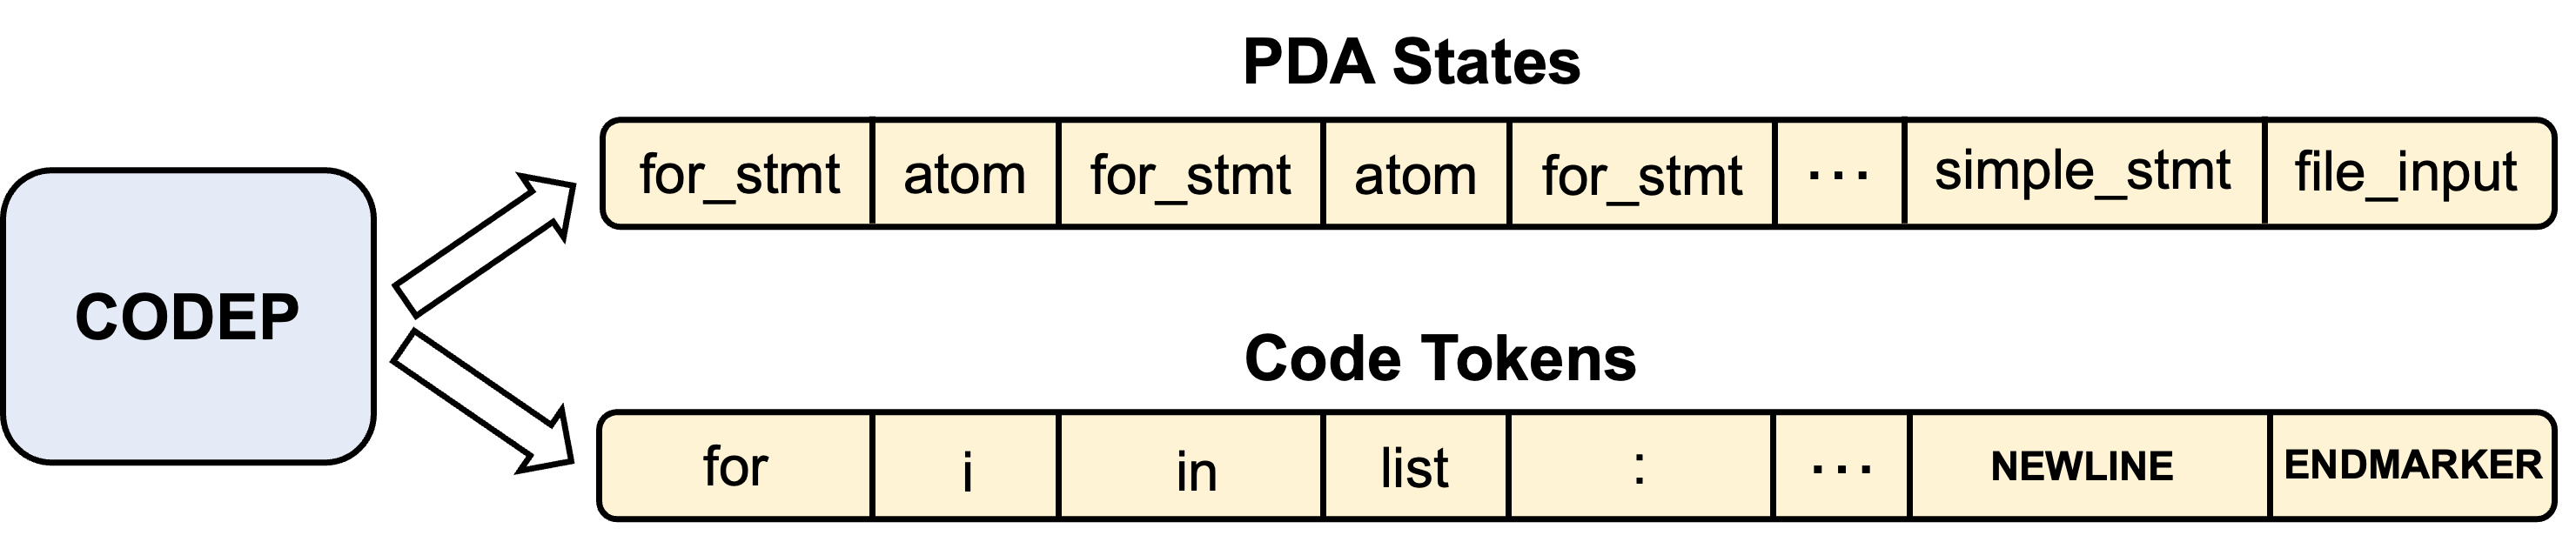 PDA States
for_stmt atom for_stmt atom for_stmt ... simple_stmt file_input
CODEP
Code Tokens
for i in list : ... NEWLINE ENDMARKER